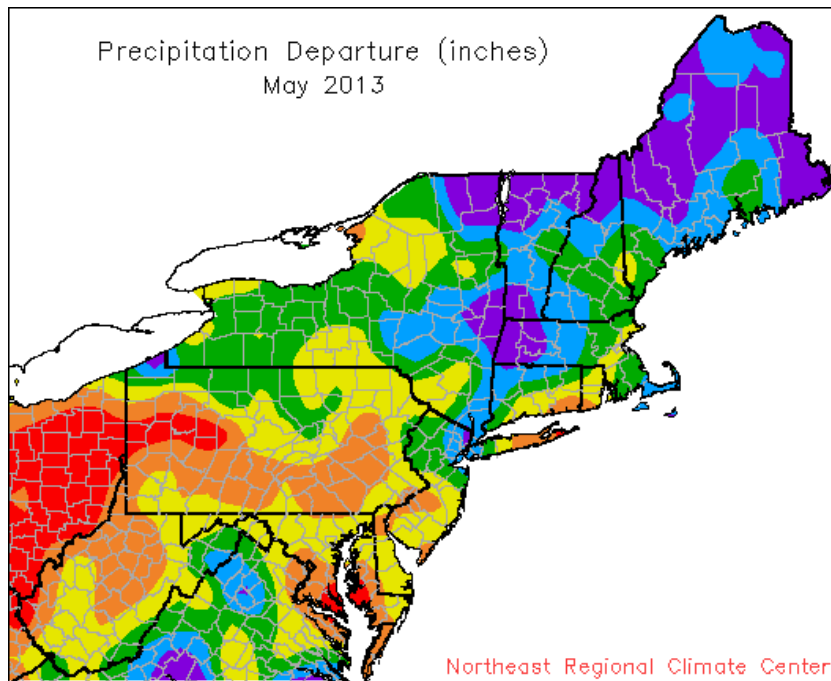 Precipitation Departure (inches)
May 2013
Northeast Regional Climate Center